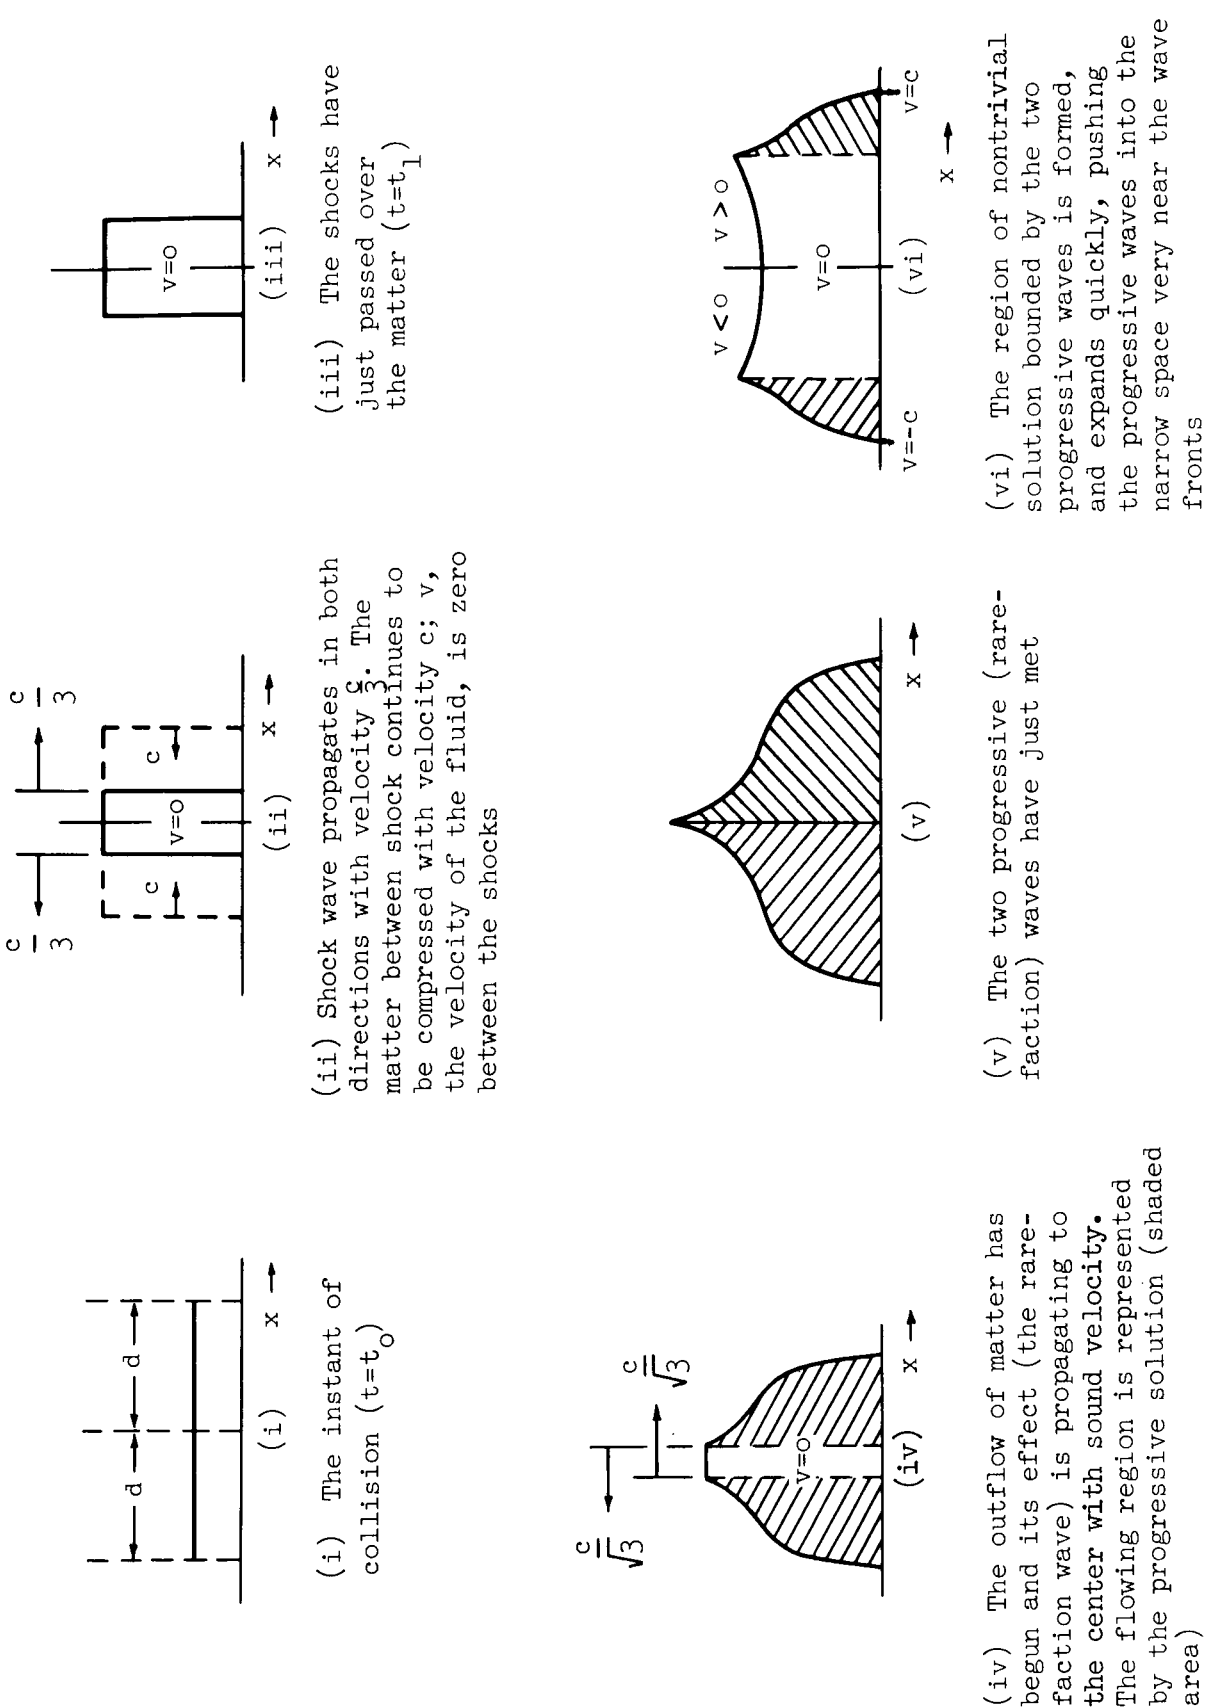 d
d
x →
(i)
(i) The instant of
collision (t=t₀)
c/3
c/3
c
c
v=0
x →
(ii)
(ii) Shock wave propagates in both
directions with velocity c/3. The
matter between shock continues to
be compressed with velocity c; v,
the velocity of the fluid, is zero
between the shocks
v=0
x →
(iii)
(iii) The shocks have
just passed over
the matter (t=t₁)
c/√3
c/√3
v=0
x →
(iv)
(iv) The outflow of matter has
begun and its effect (the rare-
faction wave) is propagating to
the center with sound velocity.
The flowing region is represented
by the progressive solution (shaded
area)
x →
(v)
(v) The two progressive (rare-
faction) waves have just met
v<0
v>0
v=0
v=-c
v=c
x →
(vi)
(vi) The region of nontrivial
solution bounded by the two
progressive waves is formed,
and expands quickly, pushing
the progressive waves into the
narrow space very near the wave
fronts